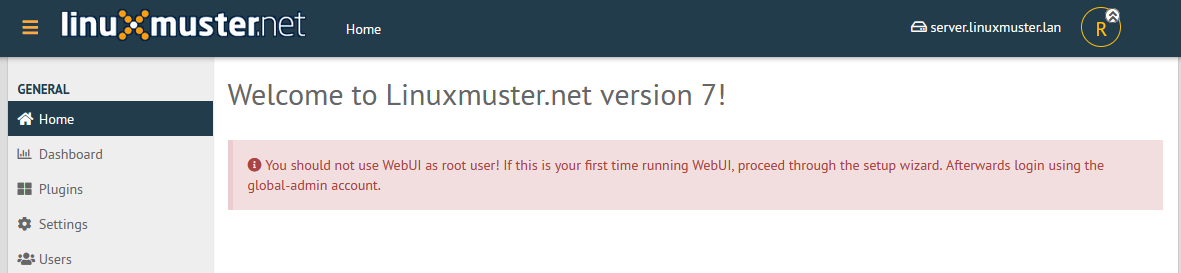 linuxmuster.net
Home
server.linuxmuster.lan
R
GENERAL
Home
Dashboard
Plugins
Settings
Users
Welcome to Linuxmuster.net version 7!
You should not use WebUI as root user! If this is your first time running WebUI, proceed through the setup wizard. Afterwards login using the
global-admin account.